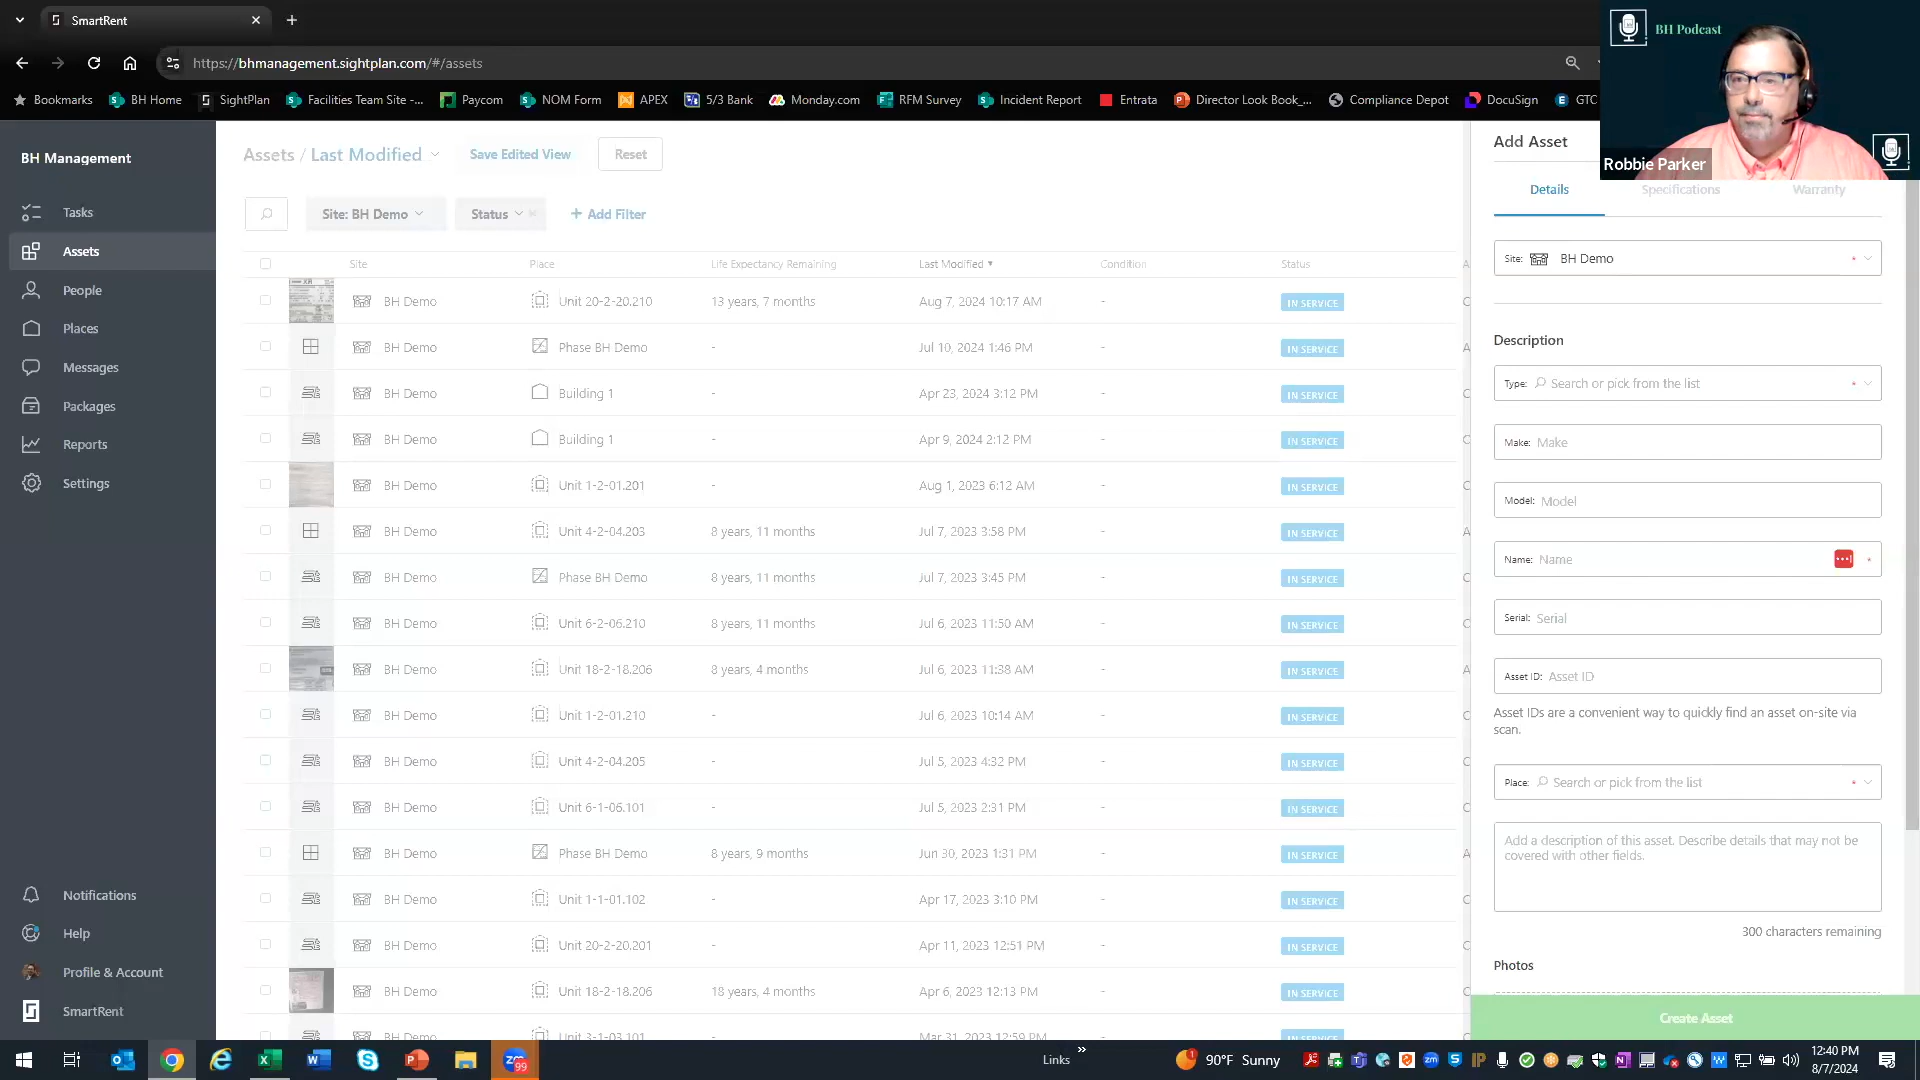 SmartRent
https://bhmanagement.sightplan.com/#/assets
Bookmarks
BH Home
SightPlan
Facilities Team Site -...
Paycom
NOM Form
APEX
5/3 Bank
Monday.com
RFM Survey
Incident Report
Entrata
Director Look Book_...
Compliance Depot
DocuSign
GTC
BH Podcast
Robbie Parker
BH Management
Tasks
Assets
People
Places
Messages
Packages
Reports
Settings
Notifications
Help
Profile & Account
SmartRent
Assets / Last Modified
Save Edited View
Reset
Site: BH Demo
Status
+ Add Filter
Site Place Life Expectancy Remaining Last Modified Condition Status
BH Demo Unit 20-2-20.210 13 years, 7 months Aug 7, 2024 10:17 AM - IN SERVICE
BH Demo Phase BH Demo - Jul 10, 2024 1:46 PM - IN SERVICE
BH Demo Building 1 - Apr 23, 2024 3:12 PM - IN SERVICE
BH Demo Building 1 - Apr 9, 2024 2:12 PM - IN SERVICE
BH Demo Unit 1-2-01.201 - Aug 1, 2023 6:12 AM - IN SERVICE
BH Demo Unit 4-2-04.203 8 years, 11 months Jul 7, 2023 3:58 PM - IN SERVICE
BH Demo Phase BH Demo 8 years, 11 months Jul 7, 2023 3:45 PM - IN SERVICE
BH Demo Unit 6-2-06.210 8 years, 11 months Jul 6, 2023 11:50 AM - IN SERVICE
BH Demo Unit 18-2-18.206 8 years, 4 months Jul 6, 2023 11:38 AM - IN SERVICE
BH Demo Unit 1-2-01.210 - Jul 6, 2023 10:14 AM - IN SERVICE
BH Demo Unit 4-2-04.205 - Jul 5, 2023 4:32 PM - IN SERVICE
BH Demo Unit 6-1-06.101 - Jul 5, 2023 2:31 PM - IN SERVICE
BH Demo Phase BH Demo 8 years, 9 months Jun 30, 2023 1:31 PM - IN SERVICE
BH Demo Unit 1-1-01.102 - Apr 17, 2023 3:10 PM - IN SERVICE
BH Demo Unit 20-2-20.201 - Apr 11, 2023 12:51 PM - IN SERVICE
BH Demo Unit 18-2-18.206 18 years, 4 months Apr 6, 2023 12:13 PM - IN SERVICE
BH Demo Unit 3-1-03.101 - Mar 31, 2023 12:59 PM
Add Asset
Details
Specifications
Warranty
Site: BH Demo *
Description
Type: Search or pick from the list *
Make: Make
Model: Model
Name: Name *
Serial: Serial
Asset ID: Asset ID
Asset IDs are a convenient way to quickly find an asset on-site via
scan.
Place: Search or pick from the list *
Add a description of this asset. Describe details that may not be
covered with other fields.
300 characters remaining
Photos
Create Asset
99
Links
90°F Sunny
12:40 PM
8/7/2024